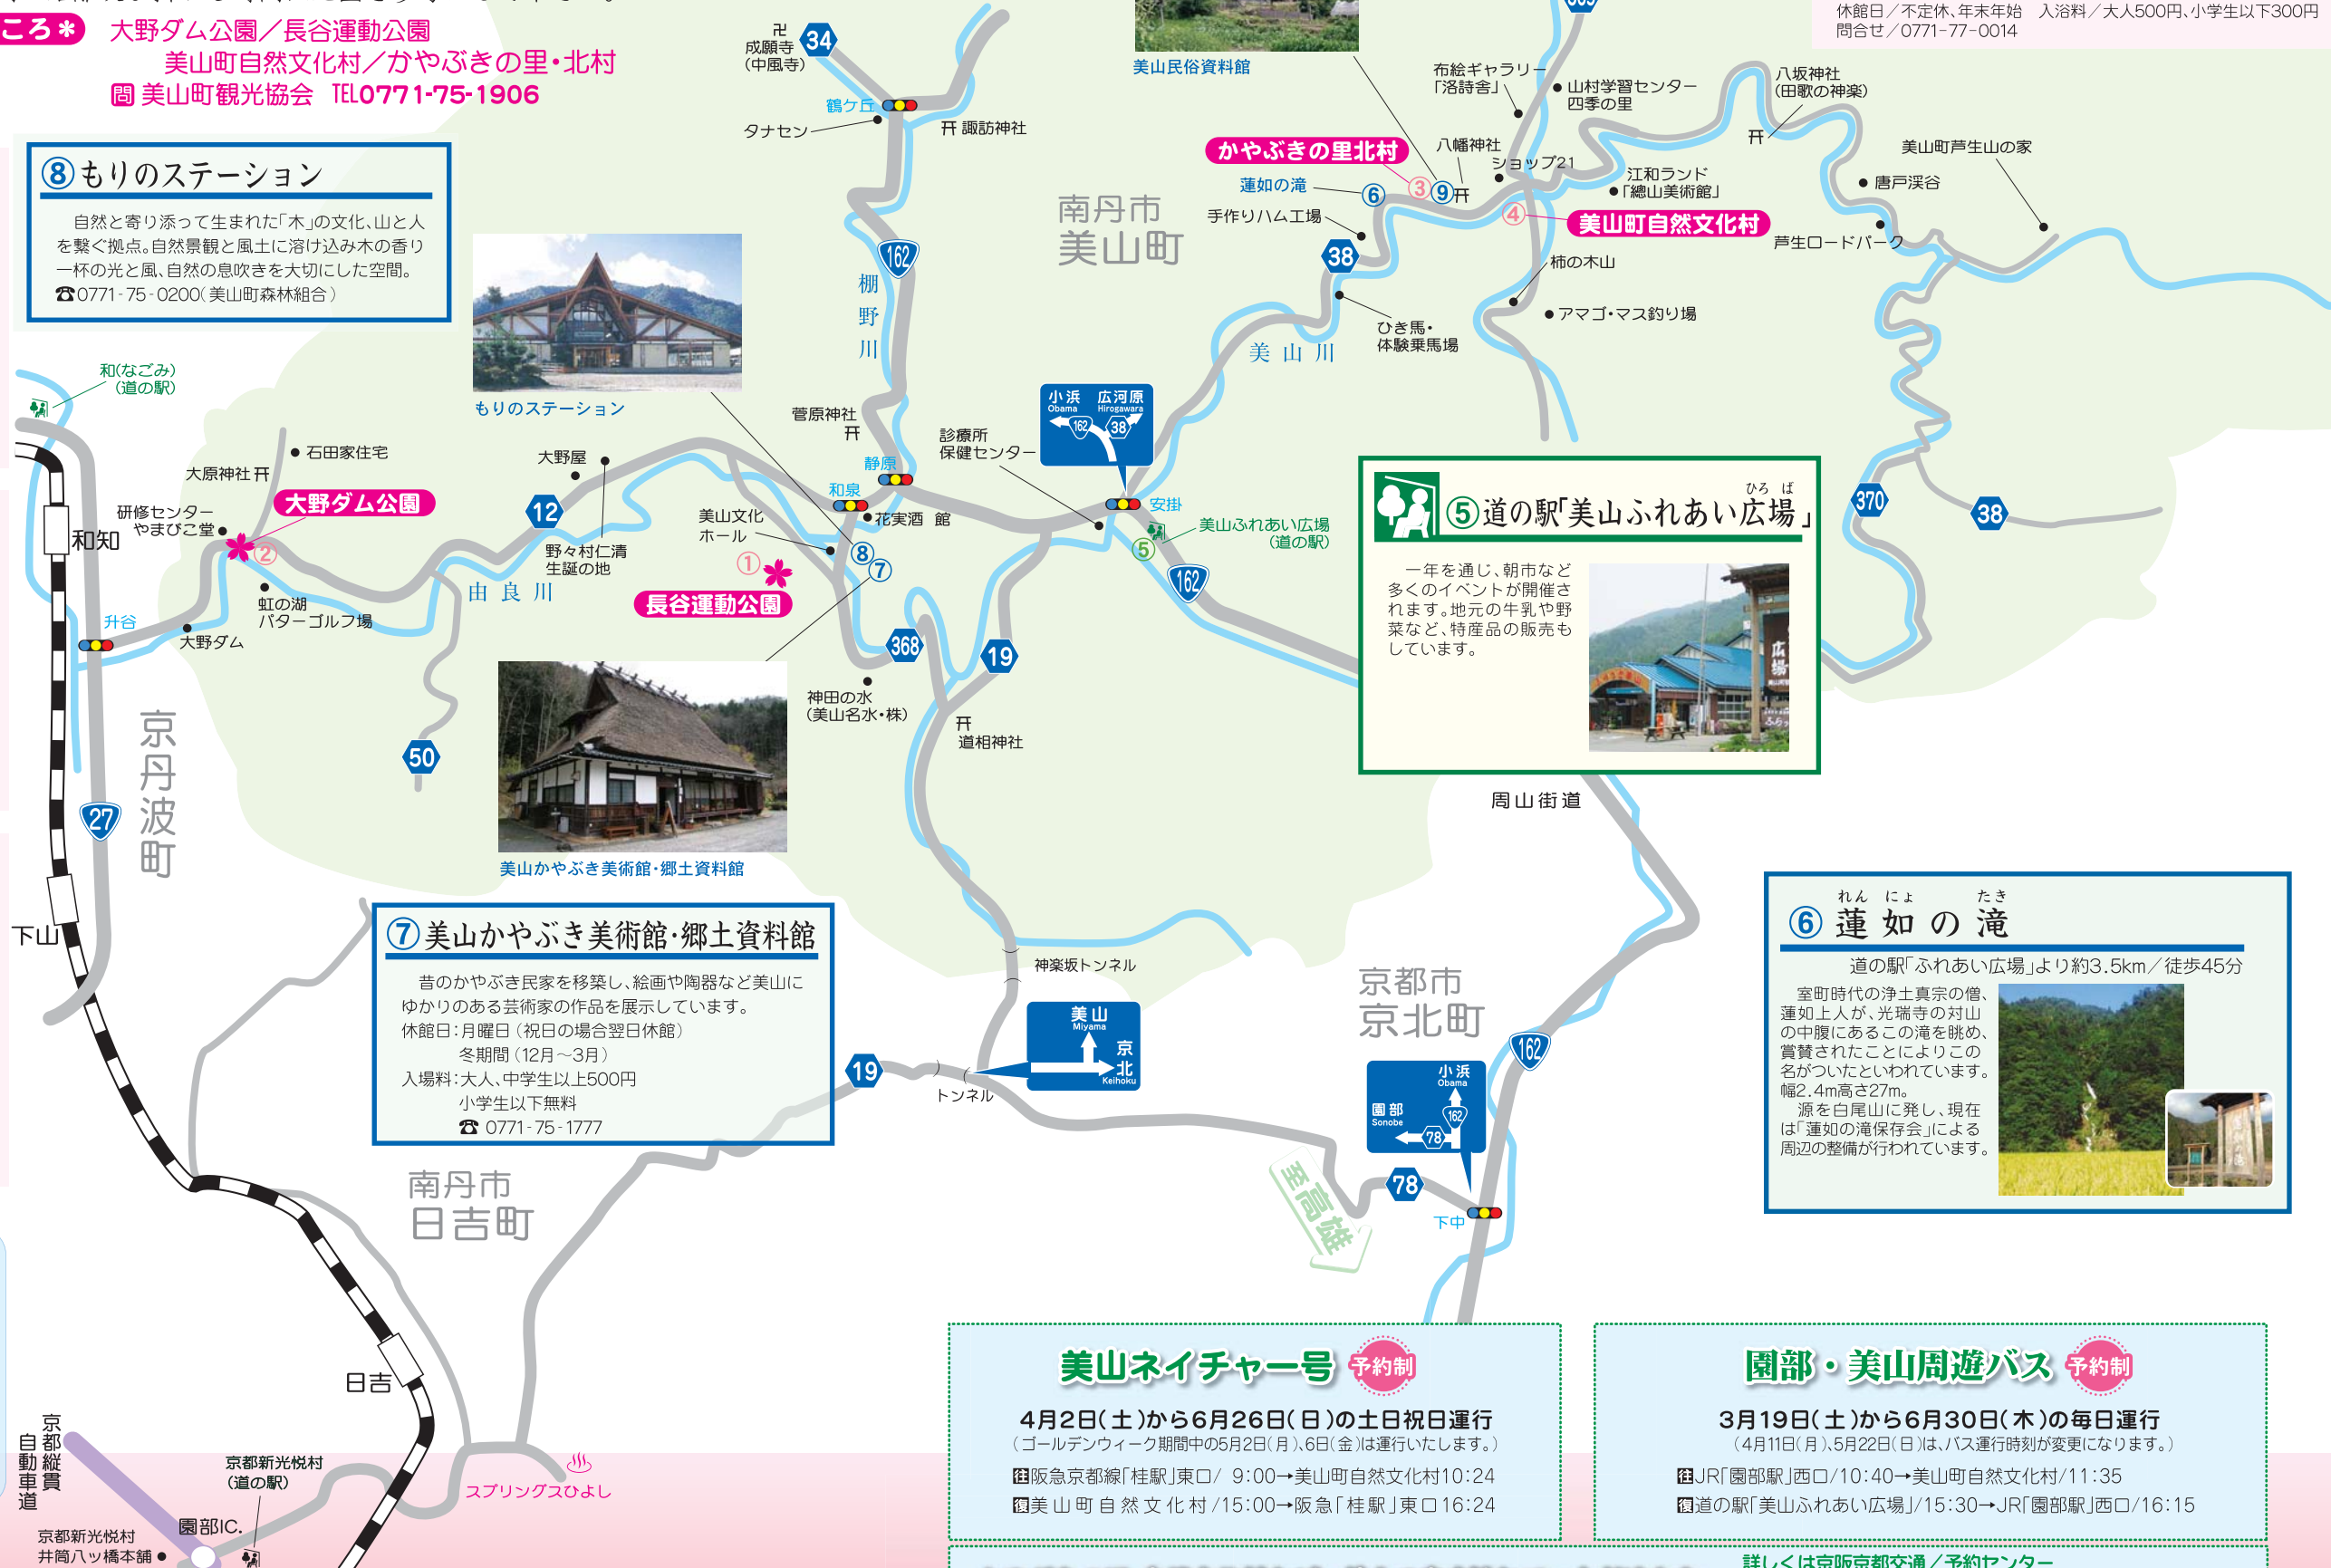 ころ＊
大野ダム公園／長谷運動公園
美山町自然文化村／かやぶきの里・北村
問 美山町観光協会 TEL0771-75-1906
休館日／不定休、年末年始 入浴料／大人500円、小学生以下300円
問合せ／0771-77-0014
⑧もりのステーション
自然と寄り添って生まれた「木」の文化、山と人
を繋ぐ拠点。自然景観と風土に溶け込み木の香り
一杯の光と風、自然の息吹きを大切にした空間。
☎0771-75-0200（美山町森林組合）
もりのステーション
卍
成願寺
（中風寺）
34
鶴ケ丘
タナセン
諏訪神社
162
棚野川
南丹市
美山町
美山民俗資料館
かやぶきの里北村
蓮如の滝
⑥
③
⑨
八幡神社
手作りハム工場
38
ひき馬・
体験乗馬場
美山川
布絵ギャラリー
「洛詩舎」
山村学習センター
四季の里
ショップ21
江和ランド
「總山美術館」
④
美山町自然文化村
柿の木山
アマゴ・マス釣り場
八坂神社
（田歌の神楽）
美山町芦生山の家
唐戸渓谷
芦生ロードパーク
370
38
和（なごみ）
（道の駅）
石田家住宅
大原神社
大野ダム公園
研修センター
やまびこ堂
②
和知
虹の湖
パターゴルフ場
大野ダム
升谷
大野屋
12
野々村仁清
生誕の地
由良川
50
菅原神社
静原
和泉
花実酒 館
美山文化
ホール
①
長谷運動公園
⑧
⑦
368
19
神田の水
（美山名水・株）
道相神社
診療所
保健センター
小浜 広河原
Obama Hirogawara
162 38
安掛
美山ふれあい広場
（道の駅）
⑤
162
ひろ ば
⑤道の駅「美山ふれあい広場」
一年を通じ、朝市など
多くのイベントが開催さ
れます。地元の牛乳や野
菜など、特産品の販売も
しています。
広場
京丹波町
27
下山
美山かやぶき美術館・郷土資料館
⑦美山かやぶき美術館・郷土資料館
昔のかやぶき民家を移築し、絵画や陶器など美山に
ゆかりのある芸術家の作品を展示しています。
休館日：月曜日（祝日の場合翌日休館）
冬期間（12月～3月）
入場料：大人、中学生以上500円
小学生以下無料
☎ 0771-75-1777
周山街道
神楽坂トンネル
美山
Miyama
京北
Keihoku
19
トンネル
京都市
京北町
162
小浜
Obama
162
園部
Sonobe
78
78
下中
至高雄
れん にょ たき
⑥ 蓮如の滝
道の駅「ふれあい広場」より約3.5km／徒歩45分
室町時代の浄土真宗の僧、
蓮如上人が、光瑞寺の対山
の中腹にあるこの滝を眺め、
賞賛されたことによりこの
名がついたといわれています。
幅2.4m高さ27m。
源を白尾山に発し、現在
は「蓮如の滝保存会」による
周辺の整備が行われています。
南丹市
日吉町
日吉
スプリングスひよし
京都縦貫
自動車道
京都新光悦村
（道の駅）
園部IC.
京都新光悦村
井筒八ッ橋本舗
美山ネイチャー号 予約制
4月2日（土）から6月26日（日）の土日祝日運行
（ゴールデンウィーク期間中の5月2日（月）、6日（金）は運行いたします。）
往阪急京都線「桂駅」東口/ 9：00→美山町自然文化村10：24
復美山町自然文化村/15：00→阪急「桂駅」東口16：24
園部・美山周遊バス 予約制
3月19日（土）から6月30日（木）の毎日運行
（4月11日（月）、5月22日（日）は、バス運行時刻が変更になります。）
往JR「園部駅」西口/10：40→美山町自然文化村/11：35
復道の駅「美山ふれあい広場」/15：30→JR「園部駅」西口/16：15
詳しくは京阪京都交通／予約センター